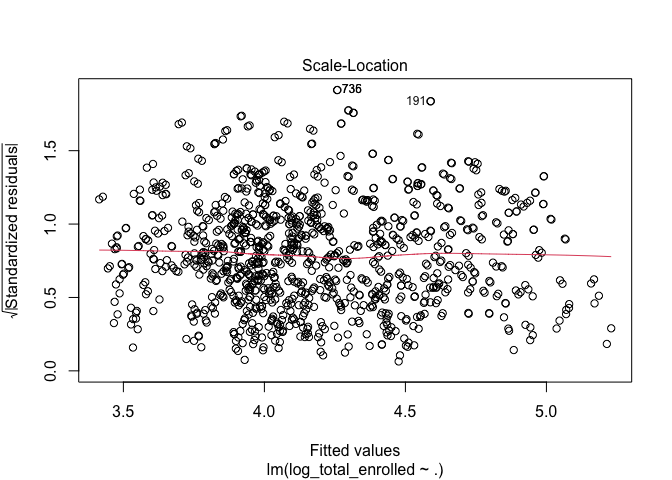 Scale-Location
736
191
√|Standardized residuals|
1.5
1.0
0.5
0.0
3.5 4.0 4.5 5.0
Fitted values
lm(log_total_enrolled ~ .)